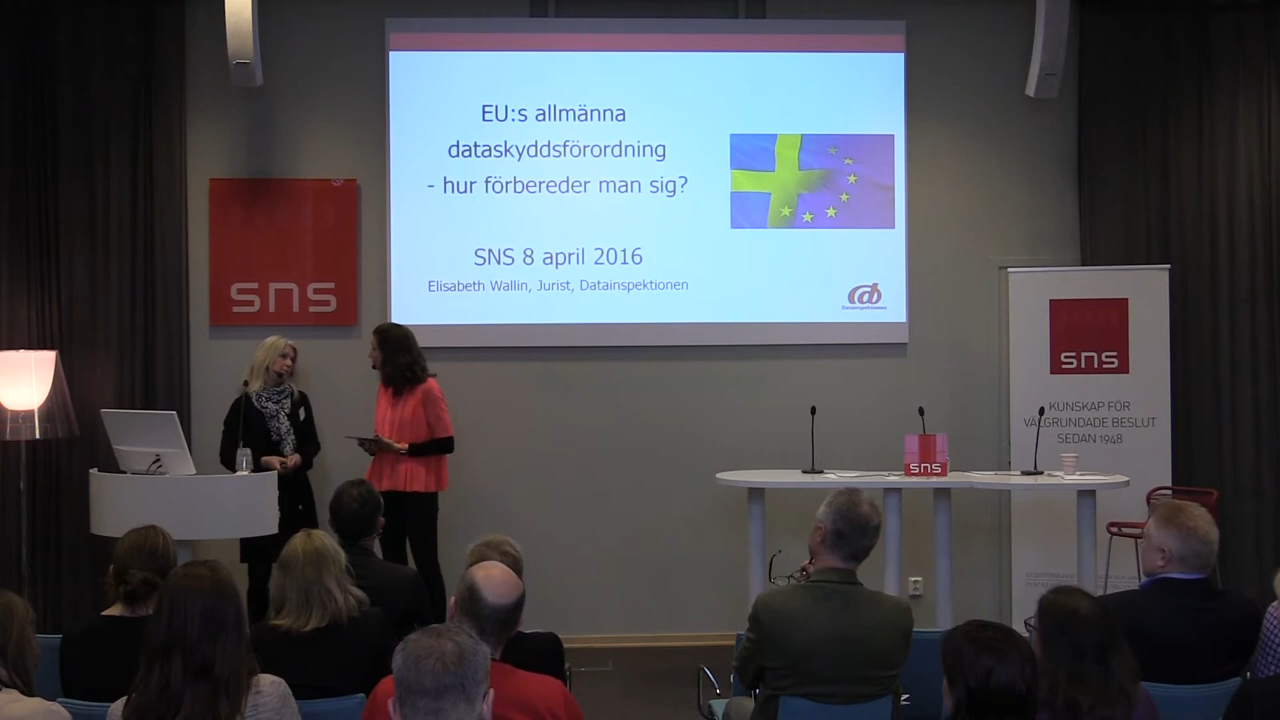 EU:s allmänna
dataskyddsförordning
- hur förbereder man sig?
SNS 8 april 2016
Elisabeth Wallin, Jurist, Datainspektionen
Datainspektionen
sns
sns
KUNSKAP FÖR
VÄLGRUNDADE BESLUT
SEDAN 1948
sns